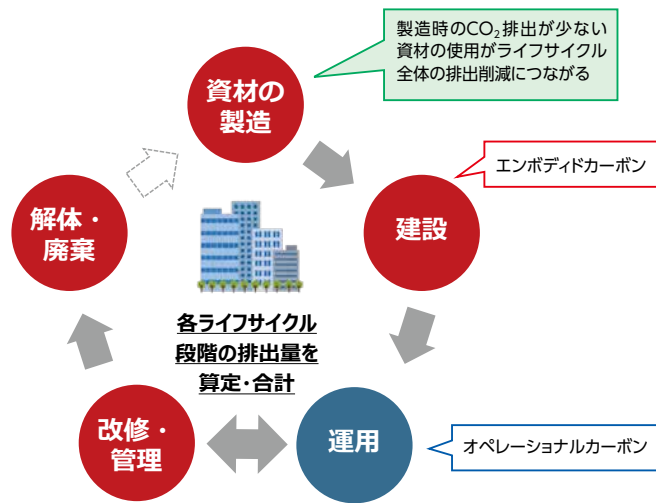 製造時のCO₂排出が少ない
資材の使用がライフサイクル
全体の排出削減につながる
資材の
製造
エンボディドカーボン
建設
解体・
廃棄
各ライフサイクル
段階の排出量を
算定・合計
改修・
管理
運用
オペレーショナルカーボン